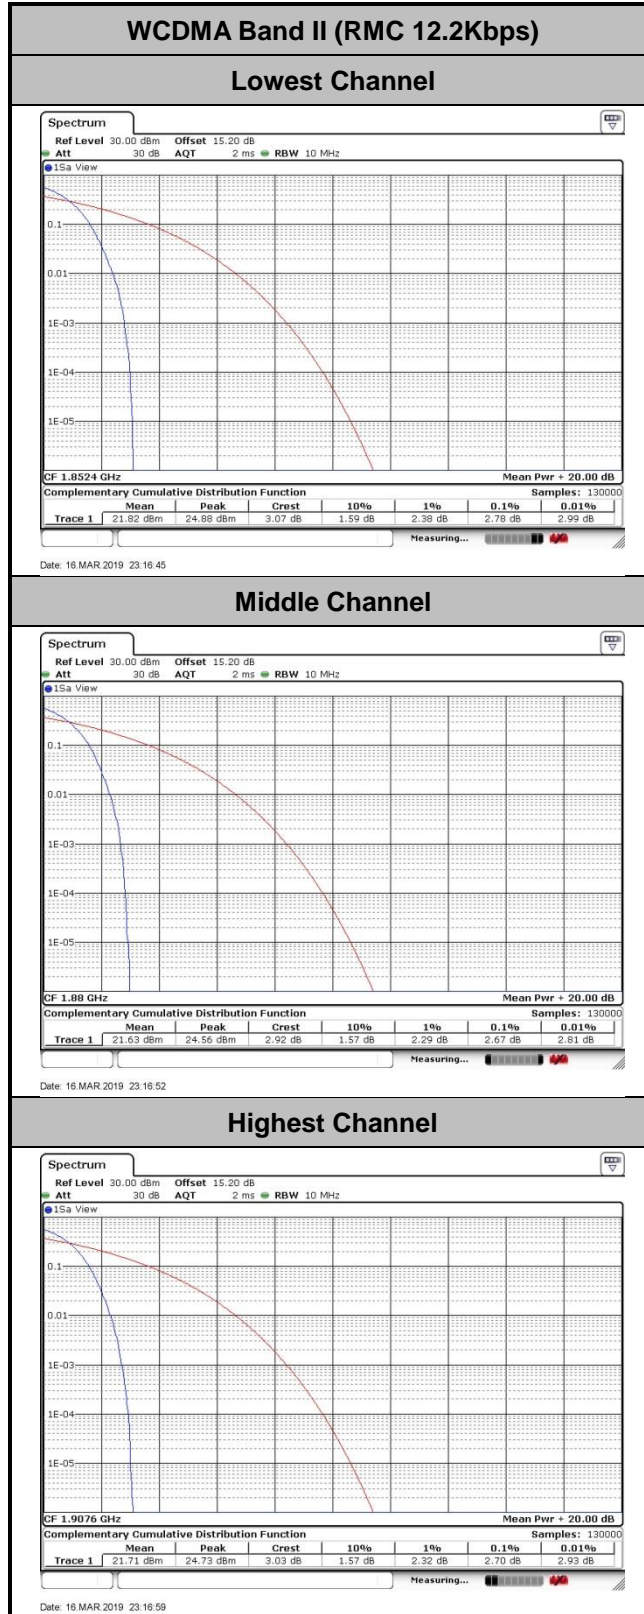 WCDMA Band II (RMC 12.2Kbps)
Lowest Channel
Spectrum
Ref Level 30.00 dBm Offset 15.20 dB
Att 30 dB AQT 2 ms RBW 10 MHz
1Sa View
0.1
0.01
1E-03
1E-04
1E-05
CF 1.8524 GHz Mean Pwr + 20.00 dB
Complementary Cumulative Distribution Function Samples: 130000
Mean Peak Crest 10% 1% 0.1% 0.01%
Trace 1 21.82 dBm 24.88 dBm 3.07 dB 1.59 dB 2.38 dB 2.78 dB 2.99 dB
Measuring...
Date: 16.MAR.2019 23:16:45
Middle Channel
Spectrum
Ref Level 30.00 dBm Offset 15.20 dB
Att 30 dB AQT 2 ms RBW 10 MHz
1Sa View
0.1
0.01
1E-03
1E-04
1E-05
CF 1.88 GHz Mean Pwr + 20.00 dB
Complementary Cumulative Distribution Function Samples: 130000
Mean Peak Crest 10% 1% 0.1% 0.01%
Trace 1 21.63 dBm 24.56 dBm 2.92 dB 1.57 dB 2.29 dB 2.67 dB 2.81 dB
Measuring...
Date: 16.MAR.2019 23:16:52
Highest Channel
Spectrum
Ref Level 30.00 dBm Offset 15.20 dB
Att 30 dB AQT 2 ms RBW 10 MHz
1Sa View
0.1
0.01
1E-03
1E-04
1E-05
CF 1.9076 GHz Mean Pwr + 20.00 dB
Complementary Cumulative Distribution Function Samples: 130000
Mean Peak Crest 10% 1% 0.1% 0.01%
Trace 1 21.71 dBm 24.73 dBm 3.03 dB 1.57 dB 2.32 dB 2.70 dB 2.93 dB
Measuring...
Date: 16.MAR.2019 23:16:59